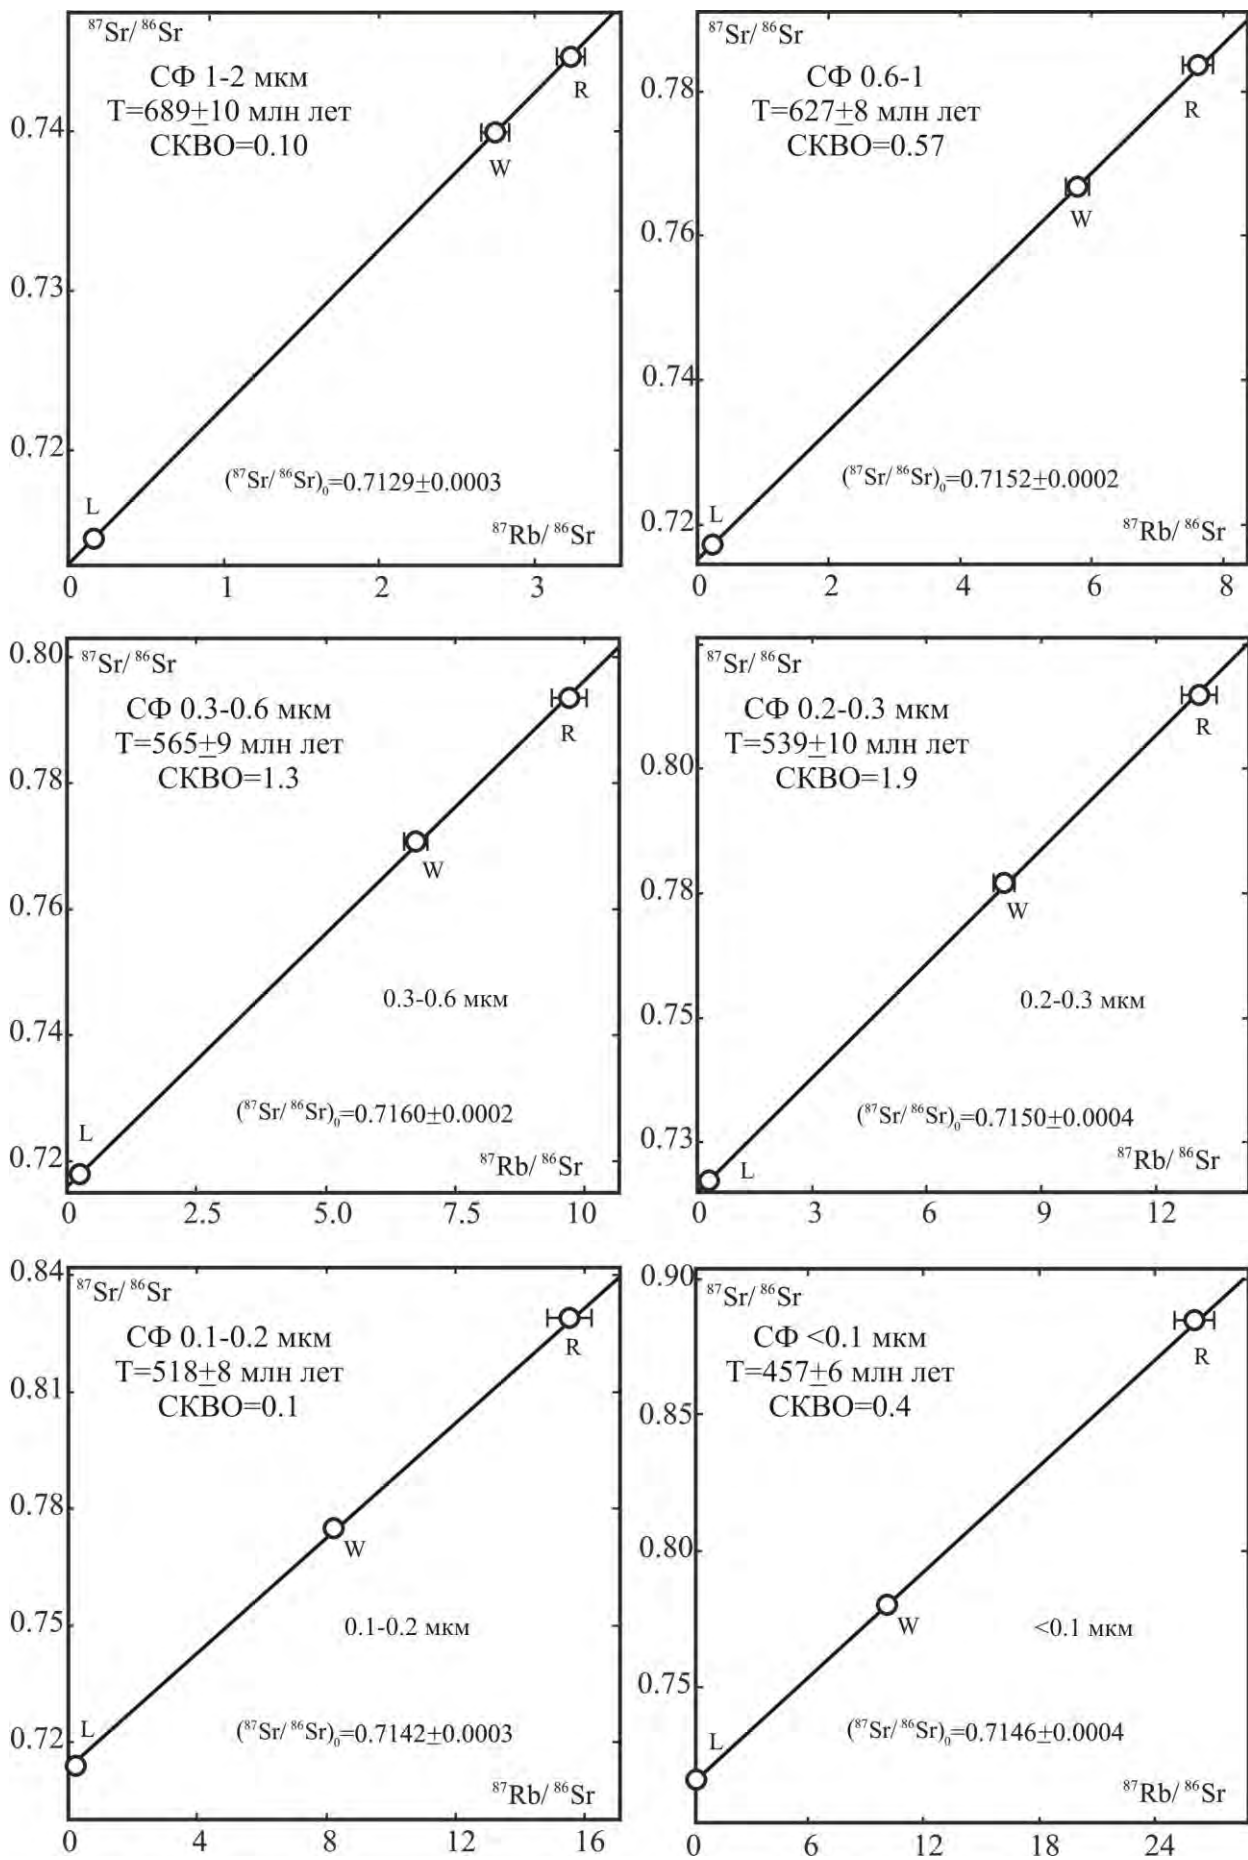 ⁸⁷Sr/ ⁸⁶Sr
СФ 1-2 мкм
T=689±10 млн лет
СКВО=0.10
R
W
L
0.74
0.73
0.72
(⁸⁷Sr/ ⁸⁶Sr)₀=0.7129±0.0003
⁸⁷Rb/ ⁸⁶Sr
0 1 2 3
⁸⁷Sr/ ⁸⁶Sr
СФ 0.6-1
T=627±8 млн лет
СКВО=0.57
R
W
L
0.78
0.76
0.74
0.72
(⁸⁷Sr/ ⁸⁶Sr)₀=0.7152±0.0002
⁸⁷Rb/ ⁸⁶Sr
0 2 4 6 8
⁸⁷Sr/ ⁸⁶Sr
СФ 0.3-0.6 мкм
T=565±9 млн лет
СКВО=1.3
R
W
L
0.80
0.78
0.76
0.74
0.72
0.3-0.6 мкм
(⁸⁷Sr/ ⁸⁶Sr)₀=0.7160±0.0002
⁸⁷Rb/ ⁸⁶Sr
0 2.5 5.0 7.5 10
⁸⁷Sr/ ⁸⁶Sr
СФ 0.2-0.3 мкм
T=539±10 млн лет
СКВО=1.9
R
W
L
0.80
0.78
0.75
0.73
0.2-0.3 мкм
(⁸⁷Sr/ ⁸⁶Sr)₀=0.7150±0.0004
⁸⁷Rb/ ⁸⁶Sr
0 3 6 9 12
⁸⁷Sr/ ⁸⁶Sr
СФ 0.1-0.2 мкм
T=518±8 млн лет
СКВО=0.1
R
W
L
0.84
0.81
0.78
0.75
0.72
0.1-0.2 мкм
(⁸⁷Sr/ ⁸⁶Sr)₀=0.7142±0.0003
⁸⁷Rb/ ⁸⁶Sr
0 4 8 12 16
⁸⁷Sr/ ⁸⁶Sr
СФ <0.1 мкм
T=457±6 млн лет
СКВО=0.4
R
W
L
0.90
0.85
0.80
0.75
<0.1 мкм
(⁸⁷Sr/ ⁸⁶Sr)₀=0.7146±0.0004
⁸⁷Rb/ ⁸⁶Sr
0 6 12 18 24